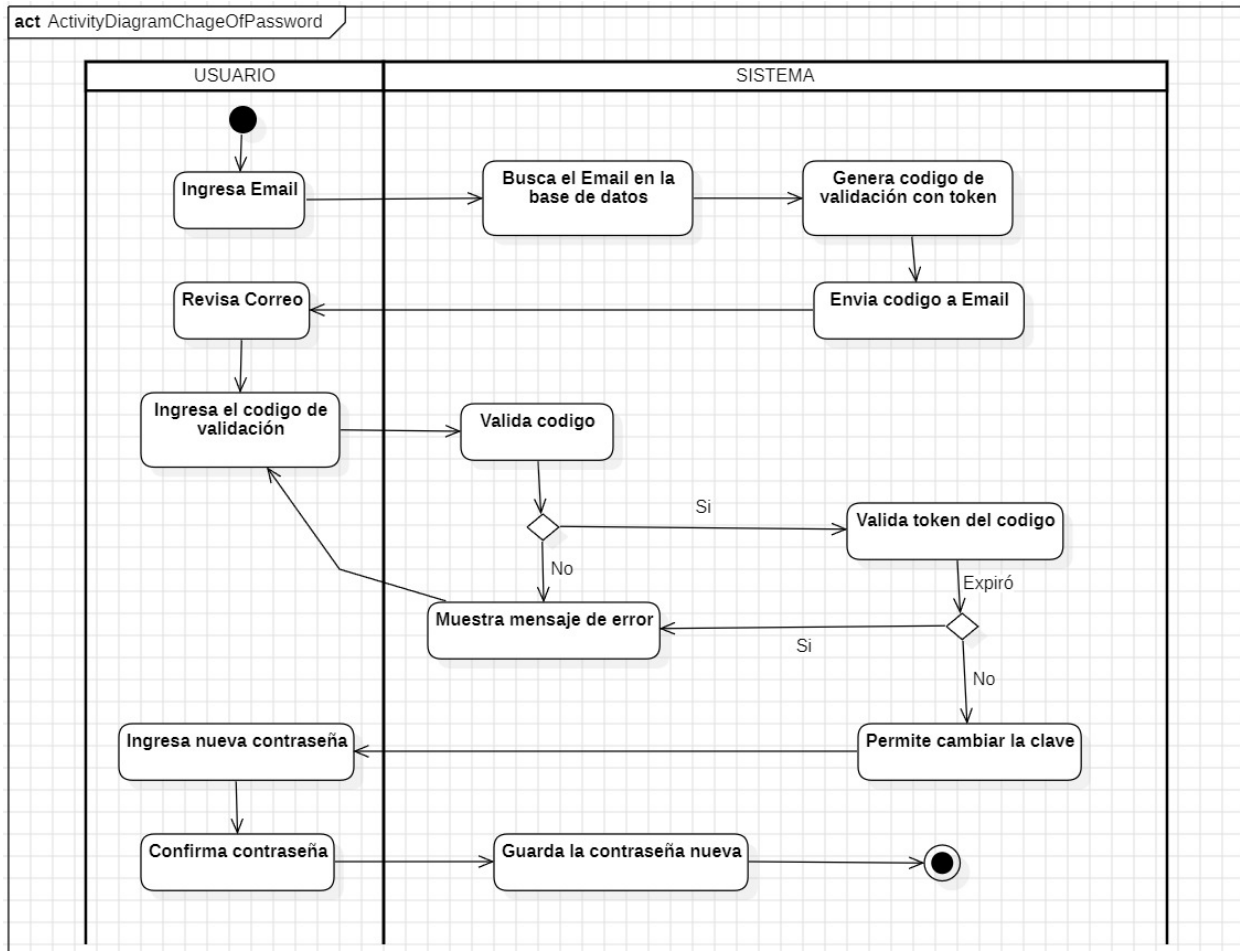 act ActivityDiagramChageOfPassword
USUARIO
SISTEMA
Ingresa Email
Busca el Email en la
base de datos
Genera codigo de
validación con token
Revisa Correo
Envia codigo a Email
Ingresa el codigo de
validación
Valida codigo
Si
Valida token del codigo
No
Expiró
Muestra mensaje de error
Si
No
Ingresa nueva contraseña
Permite cambiar la clave
Confirma contraseña
Guarda la contraseña nueva